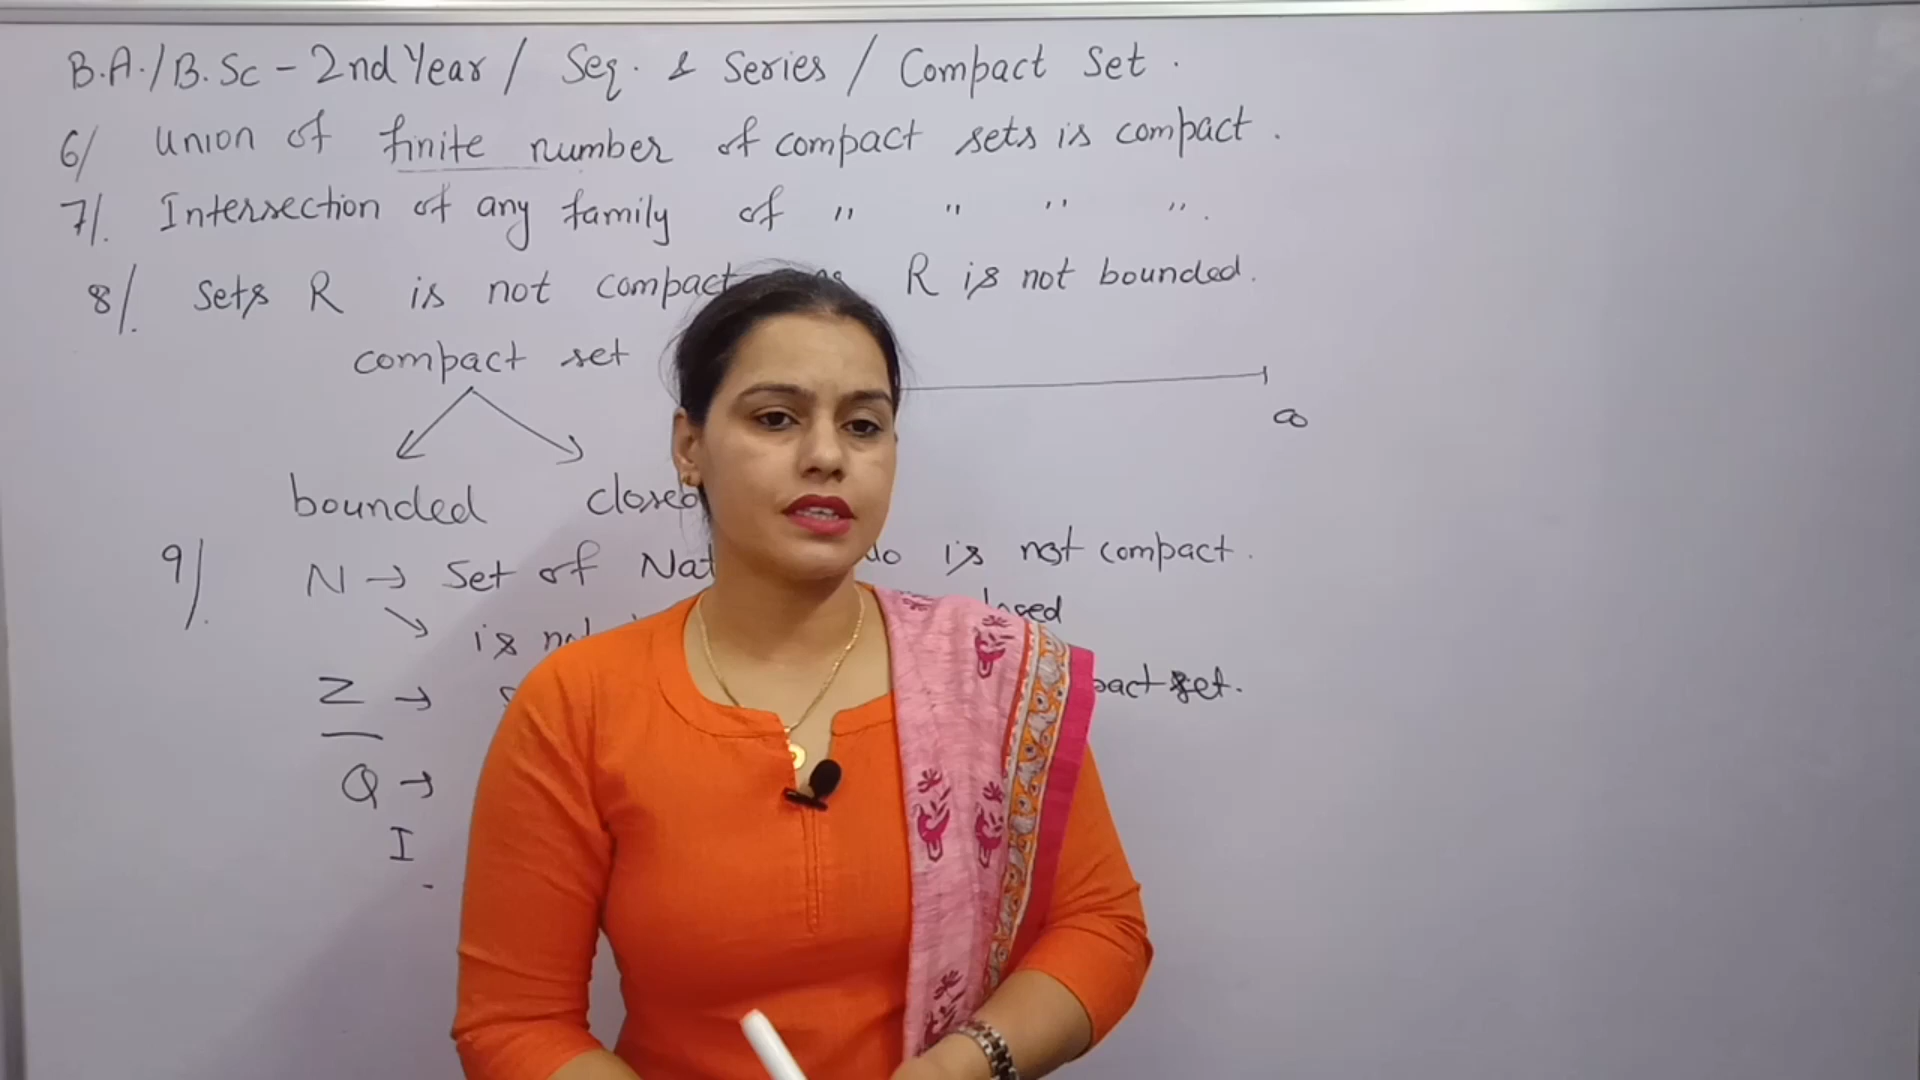 B.A./B.Sc - 2nd Year / Seq. & Series / Compact Set.
6/ Union of finite number of compact sets is compact.
7/. Intersection of any family of " " " ".
8/. Sets R is not compact R is not bounded.
compact set
∞
bounded closed
9/. N → Set of Nat is not compact.
is not
Z → set.
Q →
I